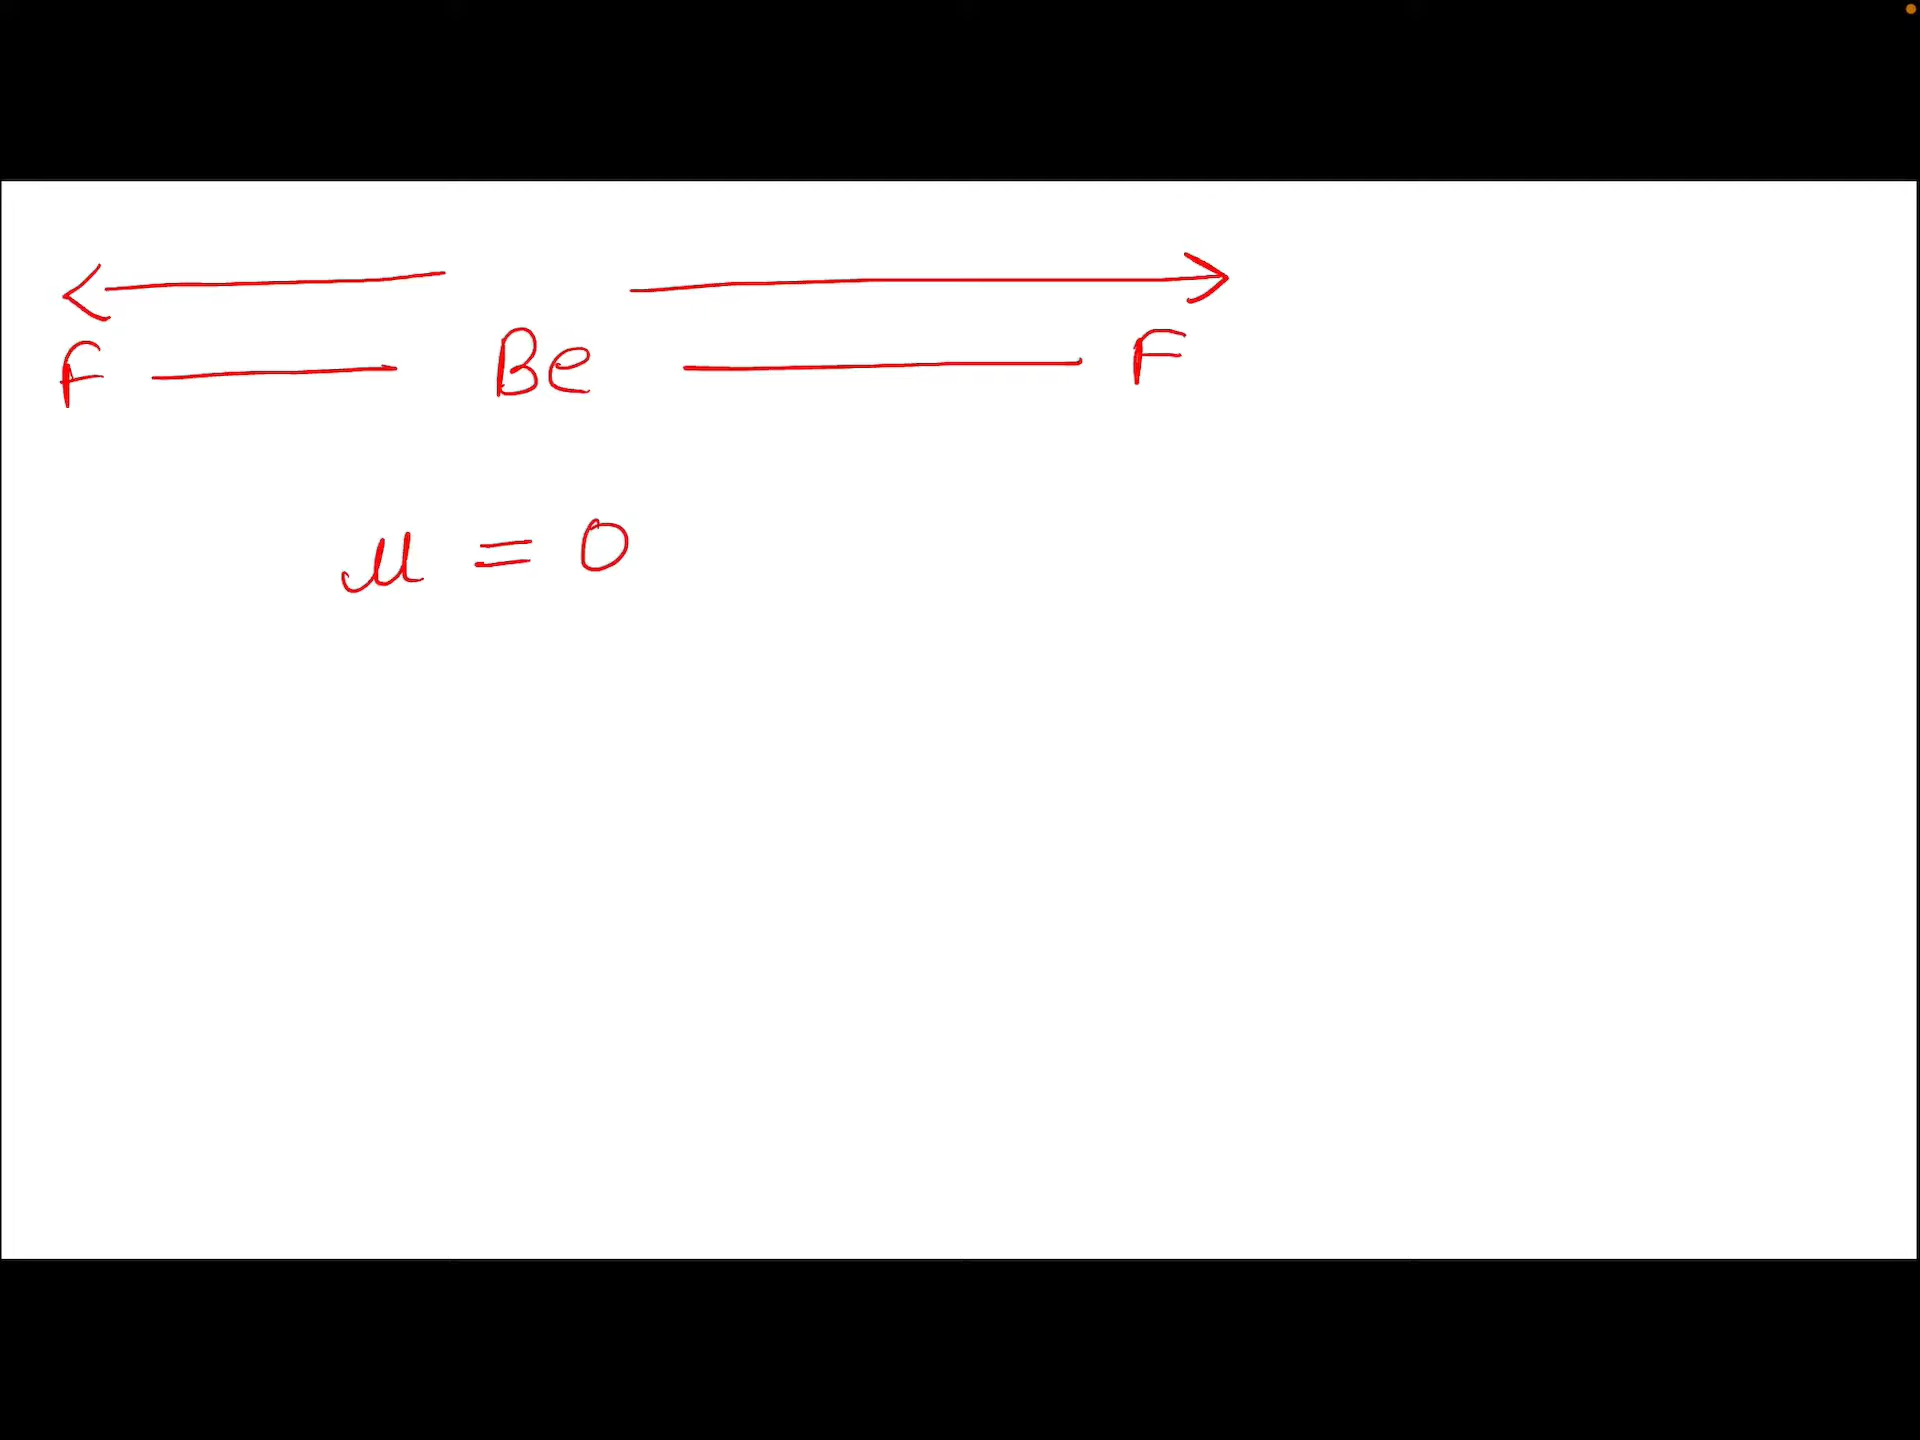 F — Be — F
μ = 0